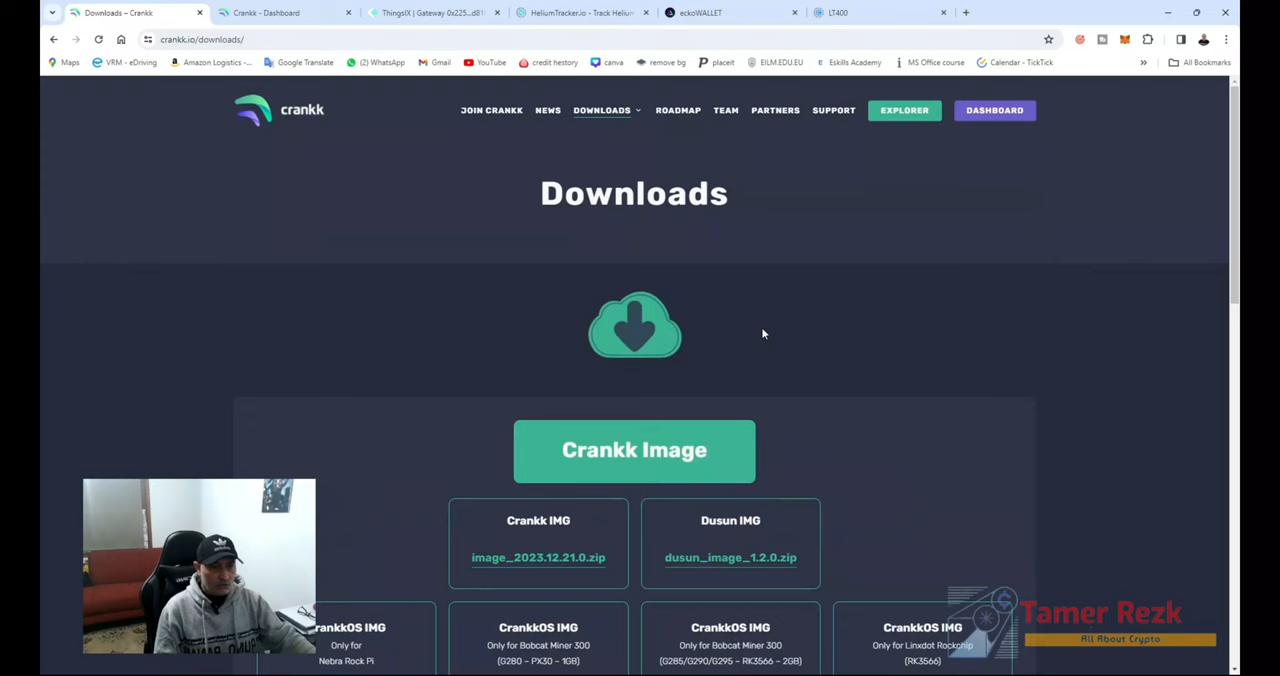 Downloads – Crankk
Crankk - Dashboard
ThingsIX | Gateway 0x225...d81
HeliumTracker.io - Track Helium
eckoWALLET
LT400
crankk.io/downloads/
Maps
VRM - eDriving
Amazon Logistics -...
Google Translate
(2) WhatsApp
Gmail
YouTube
credit hestory
canva
remove bg
placeit
EILM.EDU.EU
Eskills Academy
MS Office course
Calendar - TickTick
All Bookmarks
crankk
JOIN CRANKK
NEWS
DOWNLOADS
ROADMAP
TEAM
PARTNERS
SUPPORT
EXPLORER
DASHBOARD
Downloads
Crankk Image
Crankk IMG
image_2023.12.21.0.zip
Dusun IMG
dusun_image_1.2.0.zip
rankkOS IMG
Only for
Nebra Rock Pi
CrankkOS IMG
Only for Bobcat Miner 300
(G280 – PX30 – 1GB)
CrankkOS IMG
Only for Bobcat Miner 300
(G285/G290/G295 – RK3566 – 2GB)
CrankkOS IMG
Only for Linxdot Rockchip
(RK3566)
Tamer Rezk
All About Crypto